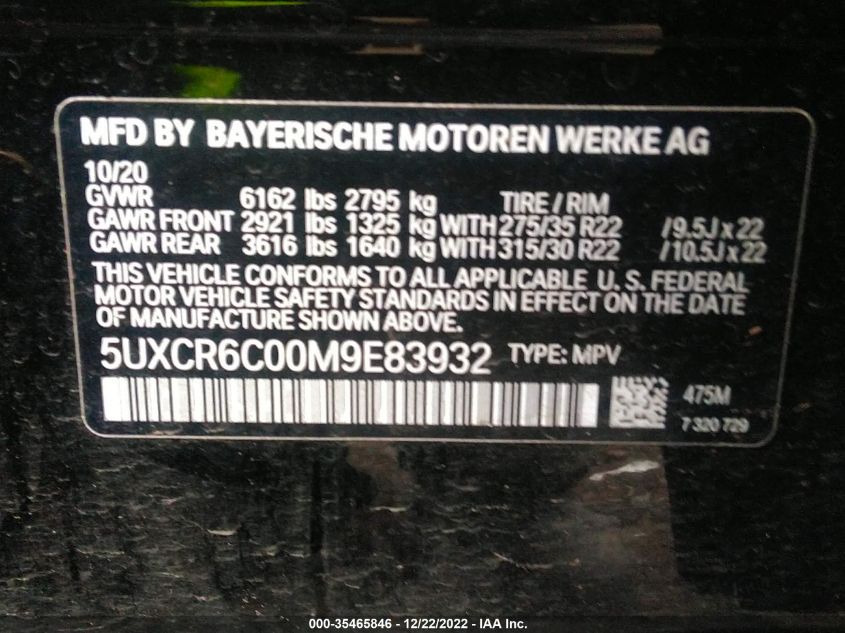 MFD BY BAYERISCHE MOTOREN WERKE AG
10/20
GVWR 6162 lbs 2795 kg TIRE / RIM
GAWR FRONT 2921 lbs 1325 kg WITH 275/35 R22 / 9.5J x 22
GAWR REAR 3616 lbs 1640 kg WITH 315/30 R22 / 10.5J x 22
THIS VEHICLE CONFORMS TO ALL APPLICABLE U. S. FEDERAL
MOTOR VEHICLE SAFETY STANDARDS IN EFFECT ON THE DATE
OF MANUFACTURE SHOWN ABOVE.
5UXCR6C00M9E83932 TYPE: MPV
475M
7 320 729
000-35465846 - 12/22/2022 - IAA Inc.